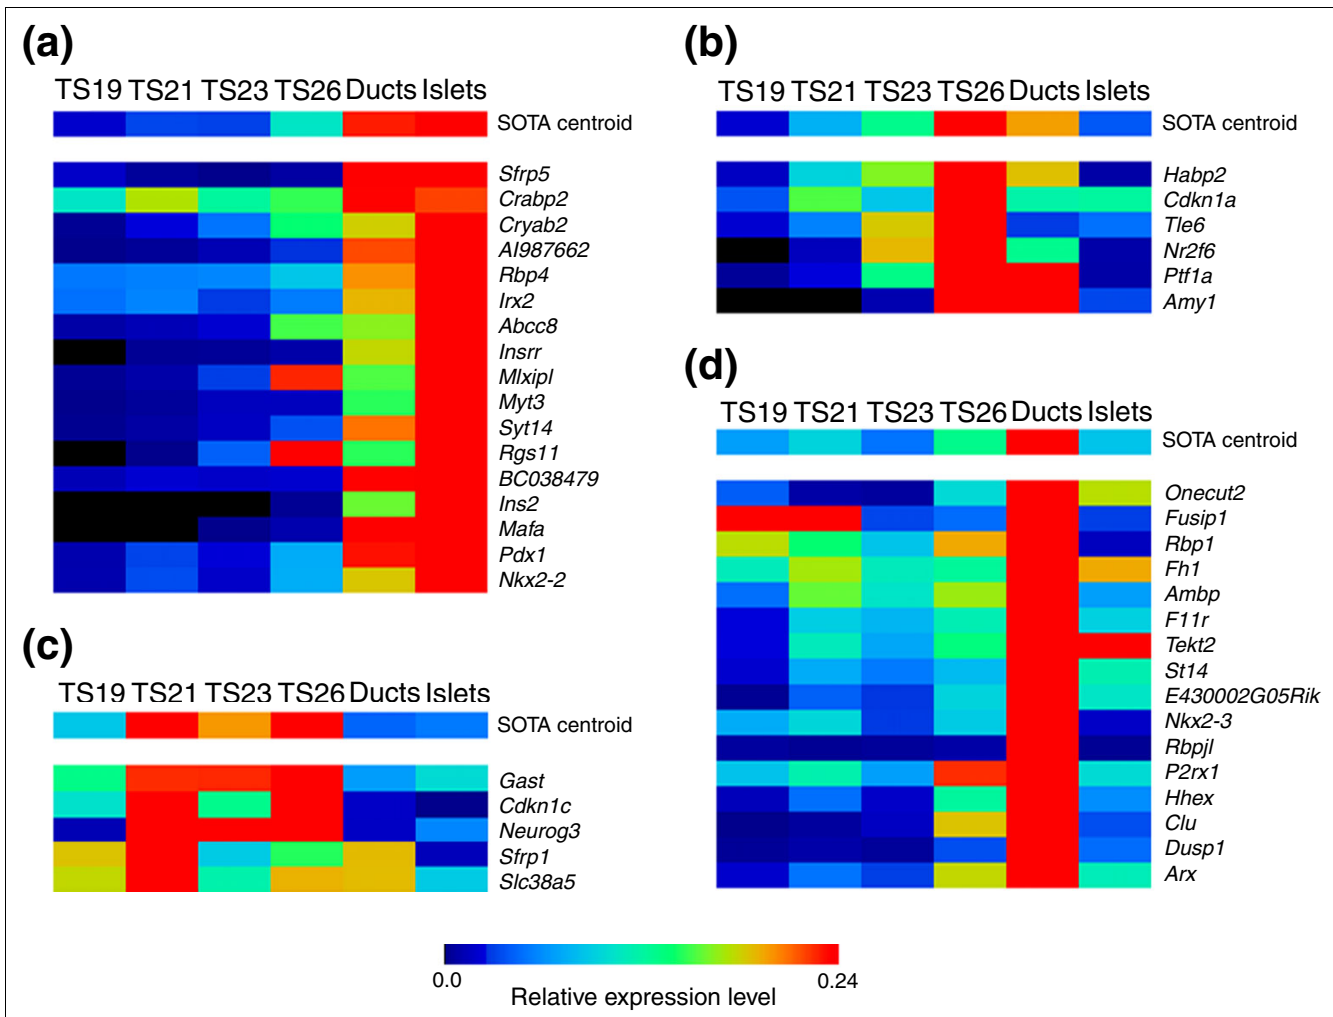 (a)
TS19 TS21 TS23 TS26 Ducts Islets
SOTA centroid
Sfrp5
Crabp2
Cryab2
AI987662
Rbp4
Irx2
Abcc8
Insrr
Mlxipl
Myt3
Syt14
Rgs11
BC038479
Ins2
Mafa
Pdx1
Nkx2-2
(b)
TS19 TS21 TS23 TS26 Ducts Islets
SOTA centroid
Habp2
Cdkn1a
Tle6
Nr2f6
Ptf1a
Amy1
(c)
TS19 TS21 TS23 TS26 Ducts Islets
SOTA centroid
Gast
Cdkn1c
Neurog3
Sfrp1
Slc38a5
(d)
TS19 TS21 TS23 TS26 Ducts Islets
SOTA centroid
Onecut2
Fusip1
Rbp1
Fh1
Ambp
F11r
Tekt2
St14
E430002G05Rik
Nkx2-3
Rbpjl
P2rx1
Hhex
Clu
Dusp1
Arx
0.0 0.24
Relative expression level